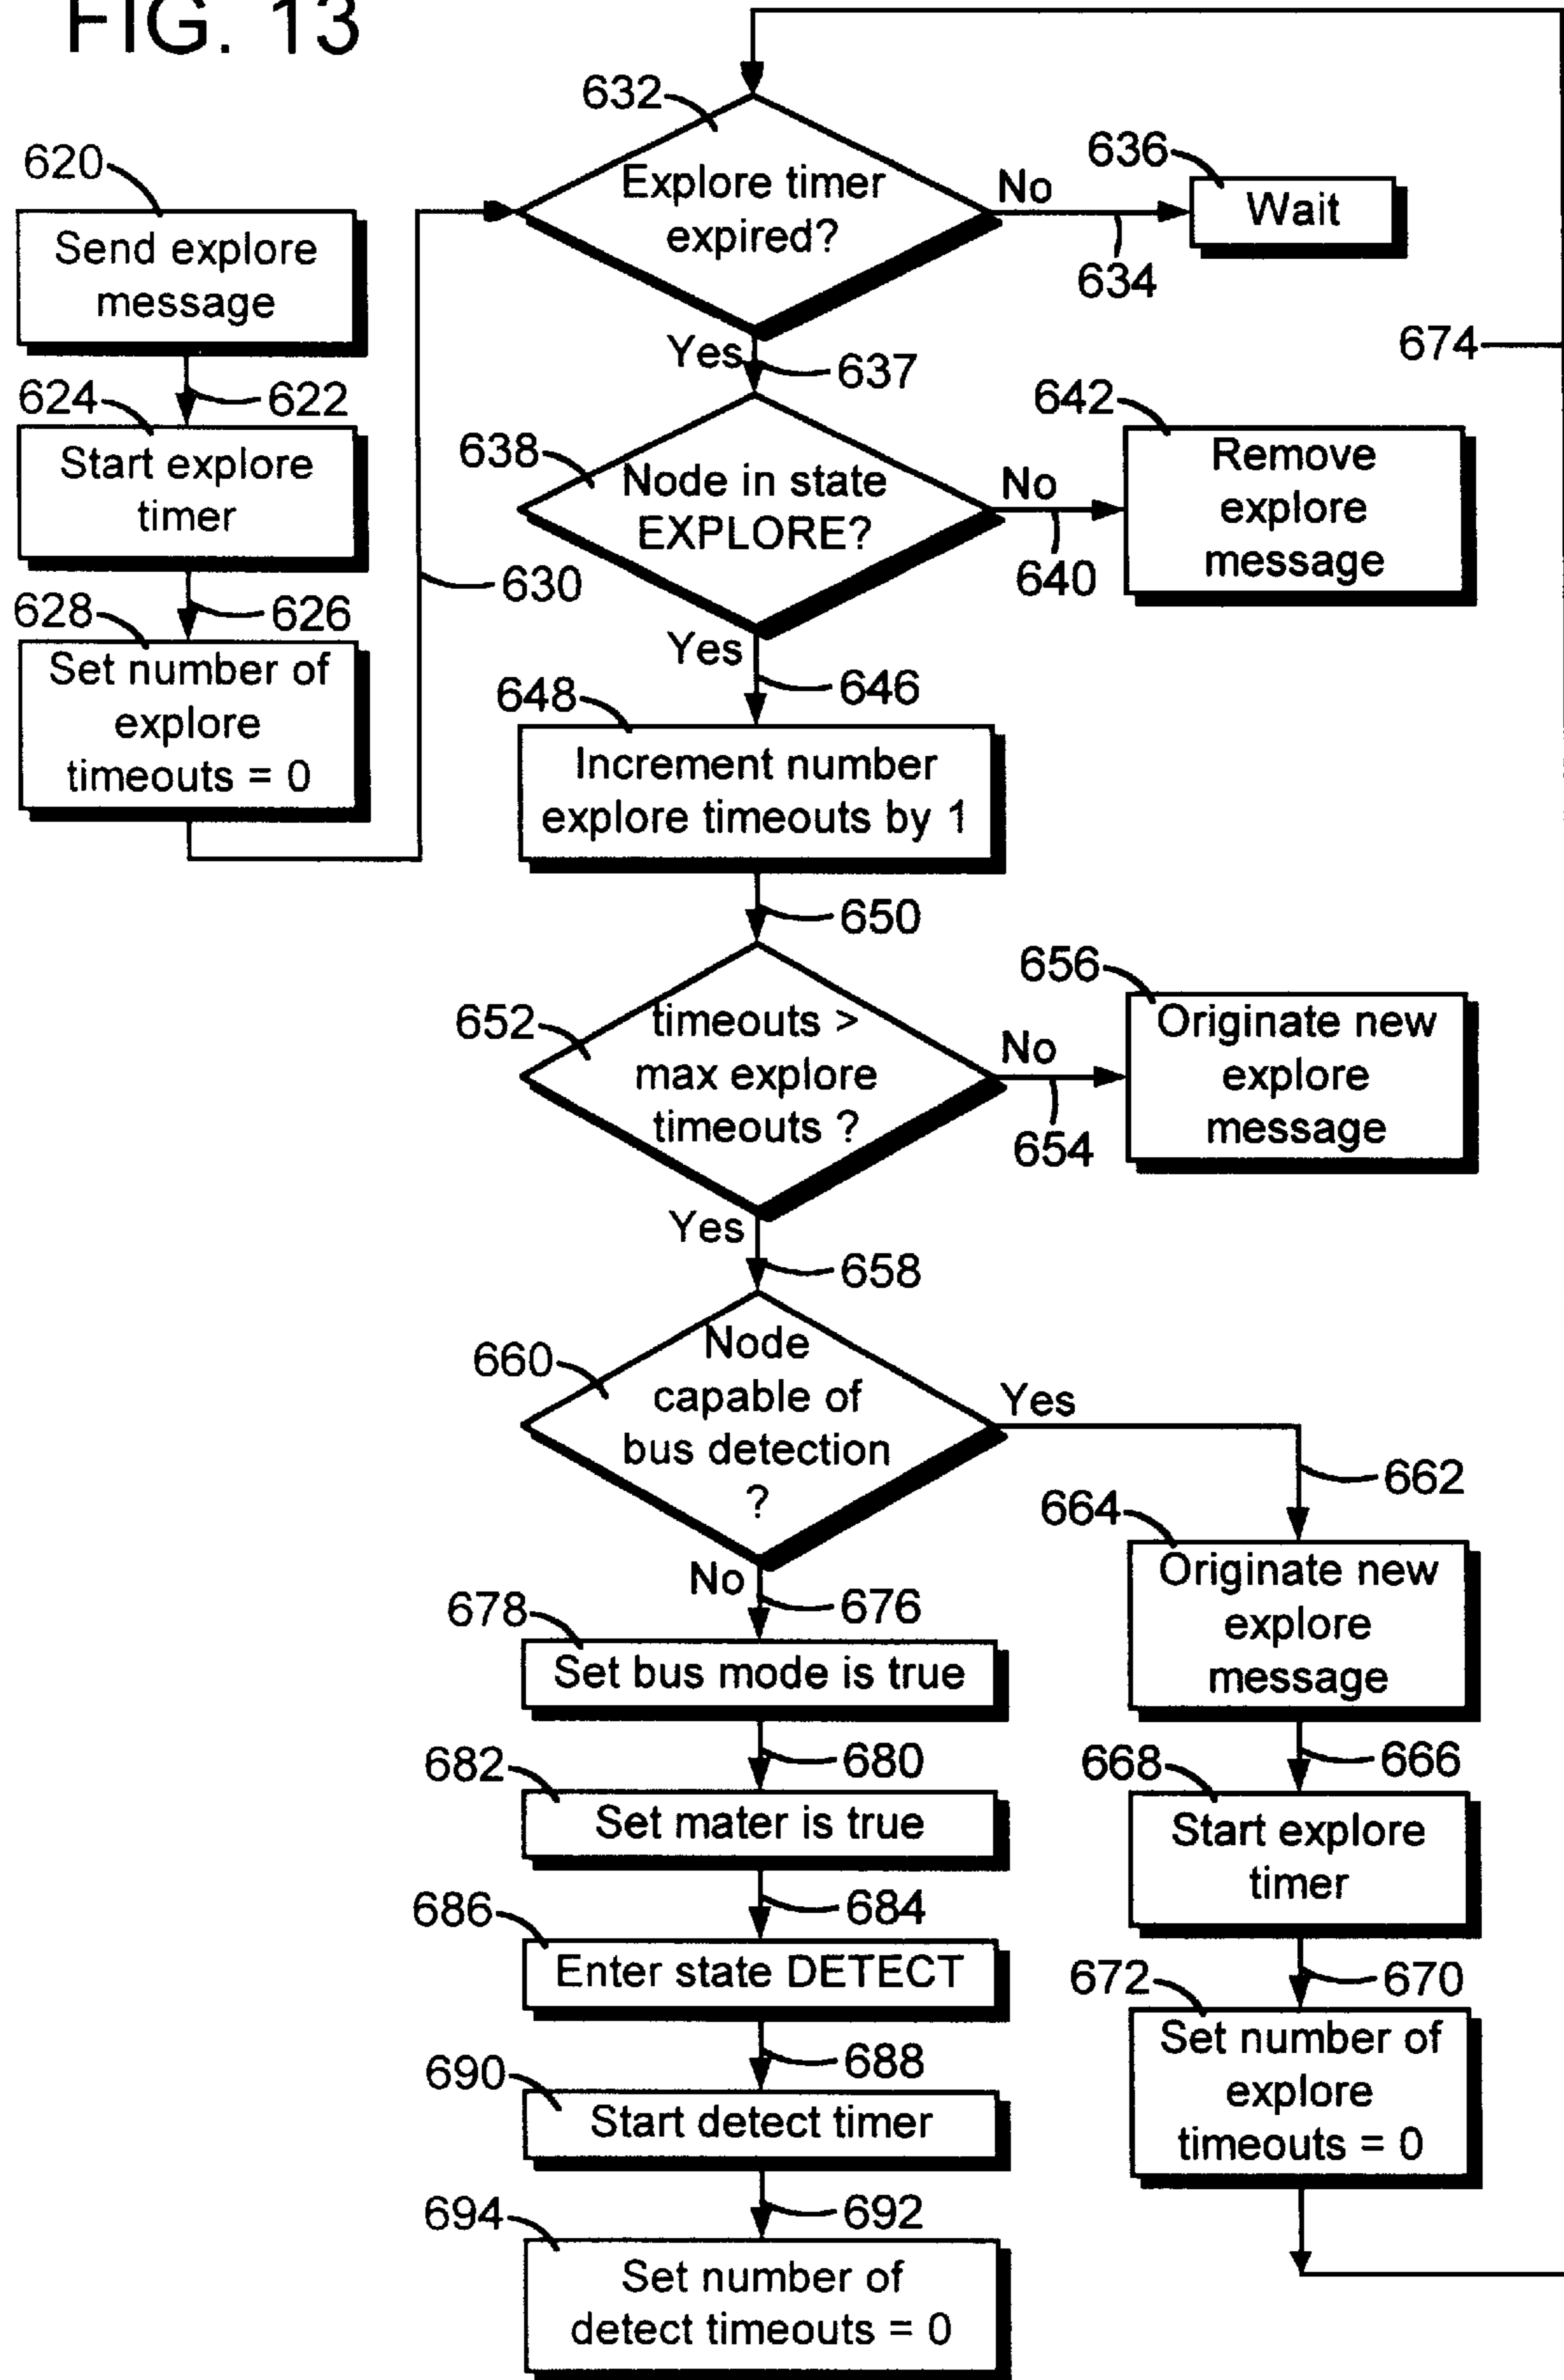 FIG. 13
620
Send explore
message
622
624
Start explore
timer
626
628
Set number of
explore
timeouts = 0
630
632
Explore timer
expired?
No
634
636
Wait
Yes
637
638
Node in state
EXPLORE?
No
640
642
Remove
explore
message
674
Yes
646
648
Increment number
explore timeouts by 1
650
652
timeouts >
max explore
timeouts ?
No
654
656
Originate new
explore
message
Yes
658
660
Node
capable of
bus detection
?
Yes
662
664
Originate new
explore
message
666
668
Start explore
timer
670
672
Set number of
explore
timeouts = 0
No
676
678
Set bus mode is true
680
682
Set mater is true
684
686
Enter state DETECT
688
690
Start detect timer
692
694
Set number of
detect timeouts = 0